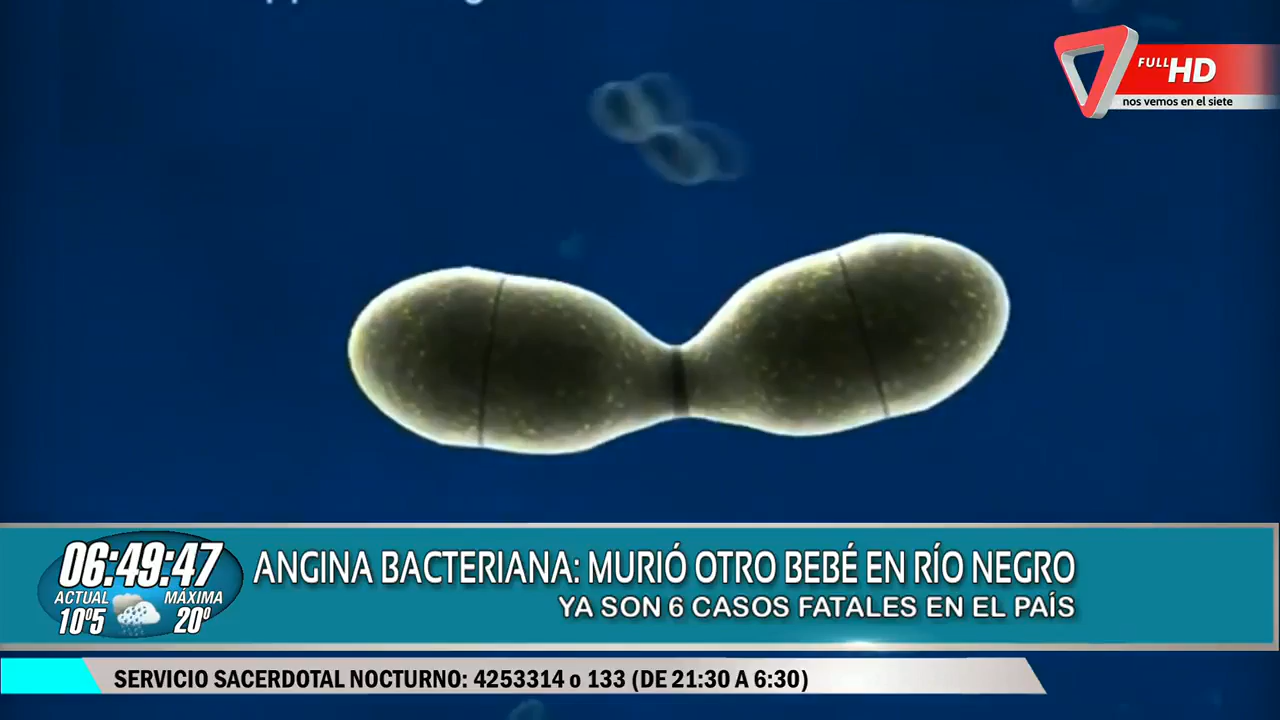 FULL HD
nos vemos en el siete
06:49:47
ACTUAL MÁXIMA
10º5 20º
ANGINA BACTERIANA: MURIÓ OTRO BEBÉ EN RÍO NEGRO
YA SON 6 CASOS FATALES EN EL PAÍS
SERVICIO SACERDOTAL NOCTURNO: 4253314 o 133 (DE 21:30 A 6:30)